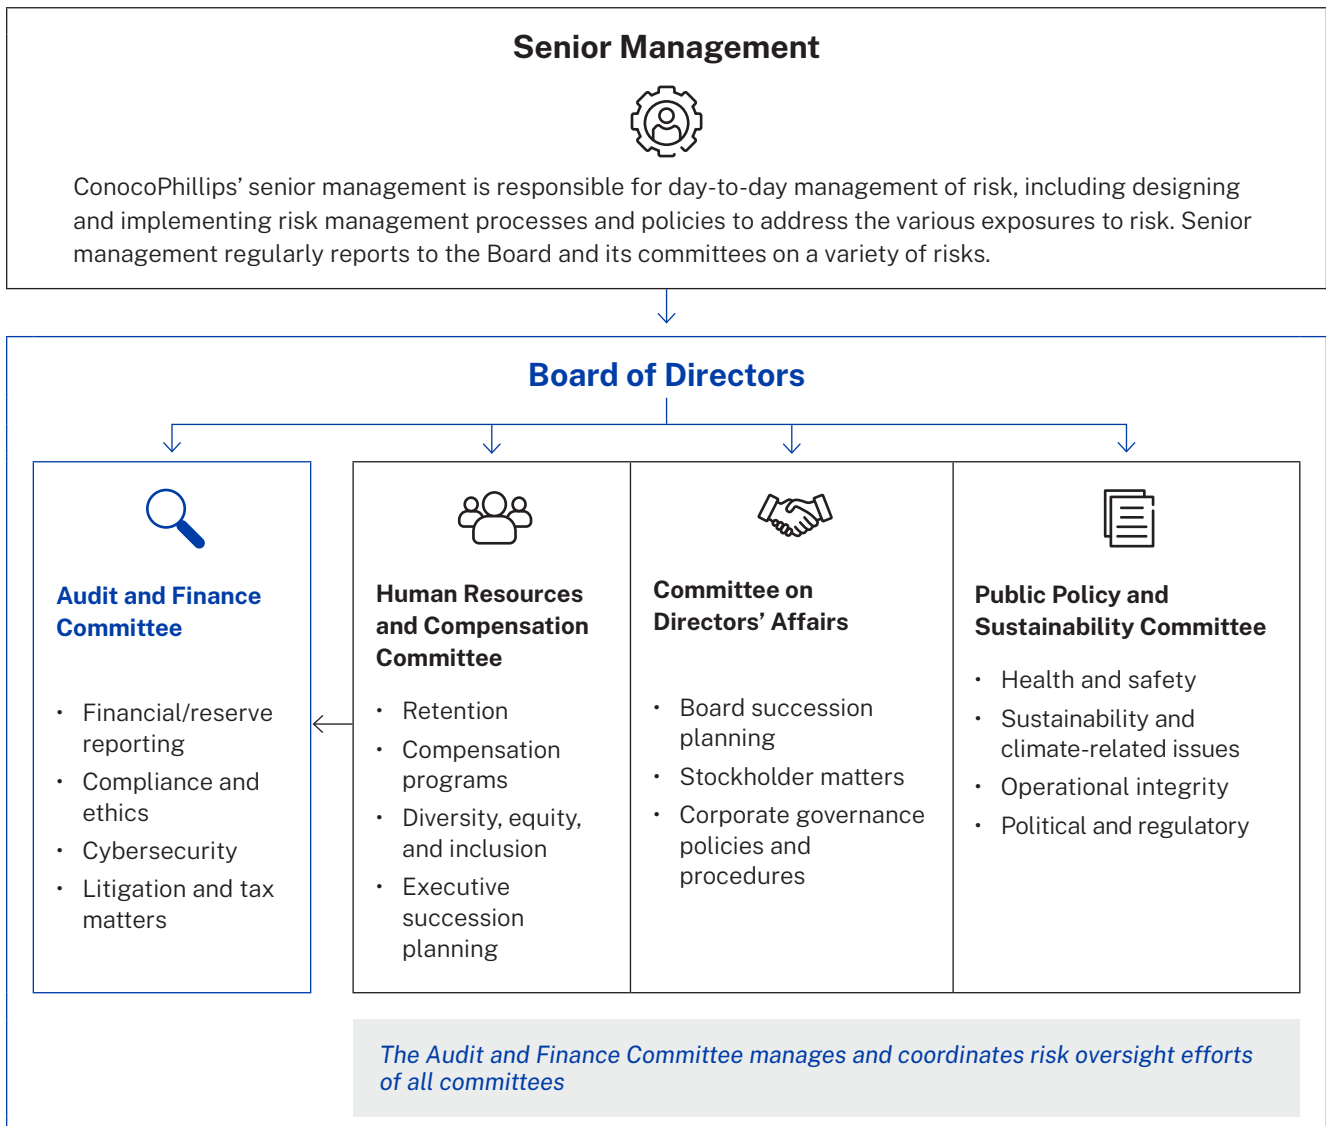 Senior Management
ConocoPhillips’ senior management is responsible for day-to-day management of risk, including designing
and implementing risk management processes and policies to address the various exposures to risk. Senior
management regularly reports to the Board and its committees on a variety of risks.
Board of Directors
Audit and Finance
Committee
• Financial/reserve
reporting
• Compliance and
ethics
• Cybersecurity
• Litigation and tax
matters
Human Resources
and Compensation
Committee
• Retention
• Compensation
programs
• Diversity, equity,
and inclusion
• Executive
succession
planning
Committee on
Directors’ Affairs
• Board succession
planning
• Stockholder matters
• Corporate governance
policies and
procedures
Public Policy and
Sustainability Committee
• Health and safety
• Sustainability and
climate-related issues
• Operational integrity
• Political and regulatory
The Audit and Finance Committee manages and coordinates risk oversight efforts
of all committees